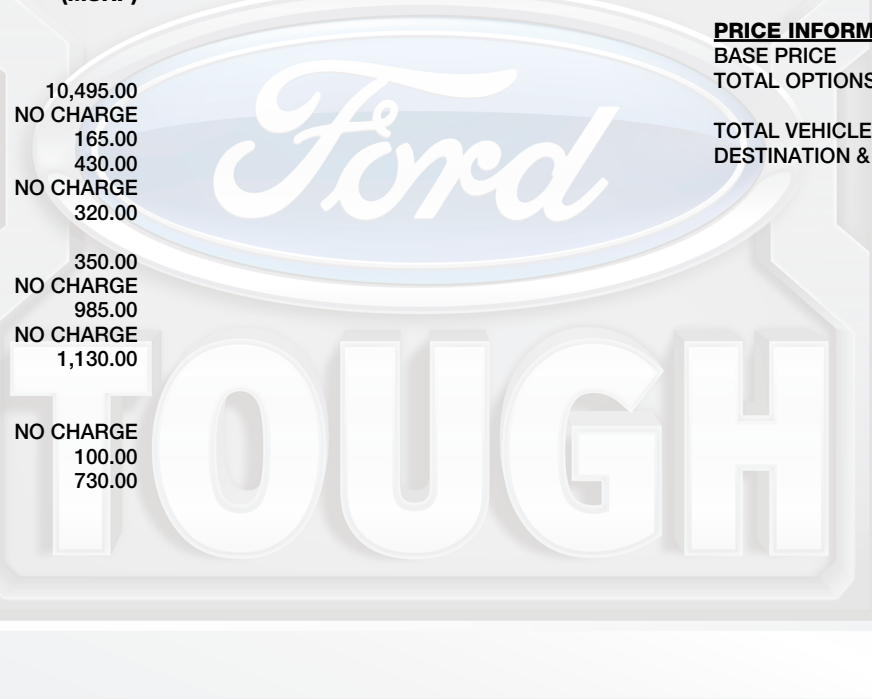 (MSRP)
10,495.00
NO CHARGE
165.00
430.00
NO CHARGE
320.00
350.00
NO CHARGE
985.00
NO CHARGE
1,130.00
NO CHARGE
100.00
730.00
PRICE INFORM
BASE PRICE
TOTAL OPTIONS
TOTAL VEHICLE
DESTINATION &
Ford
TOUGH